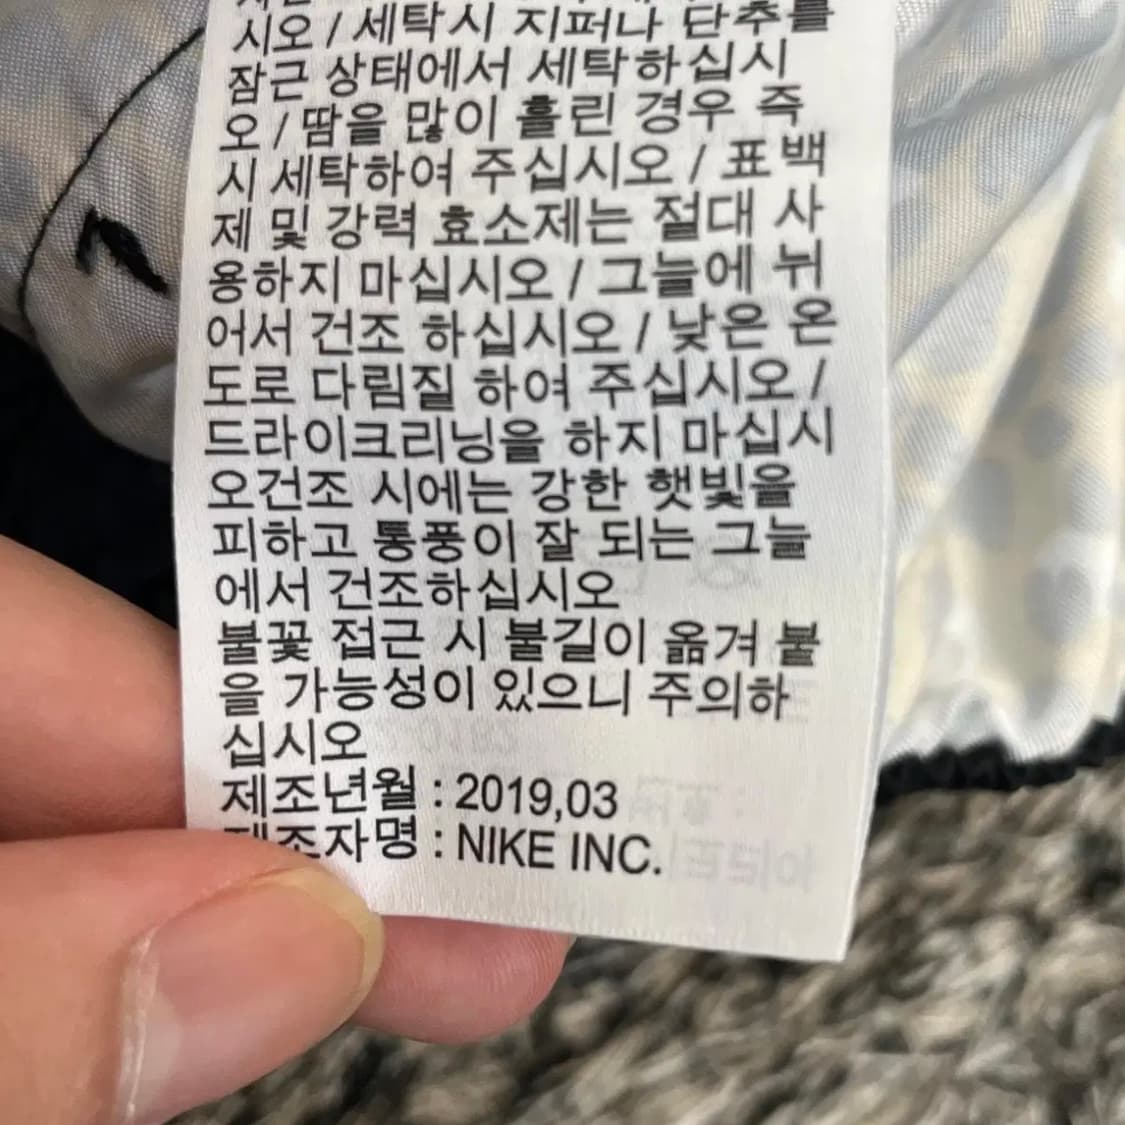 시오 / 세탁시 지퍼나 단추를
잠근 상태에서 세탁하십시
오 / 땀을 많이 흘린 경우 즉
시 세탁하여 주십시오 / 표백
제 및 강력 효소제는 절대 사
용하지 마십시오 / 그늘에 뉘
어서 건조 하십시오 / 낮은 온
도로 다림질 하여 주십시오 /
드라이크리닝을 하지 마십시
오건조 시에는 강한 햇빛을
피하고 통풍이 잘 되는 그늘
에서 건조하십시오
불꽃 접근 시 불길이 옮겨 붙
을 가능성이 있으니 주의하
십시오
제조년월 : 2019,03
제조자명 : NIKE INC.